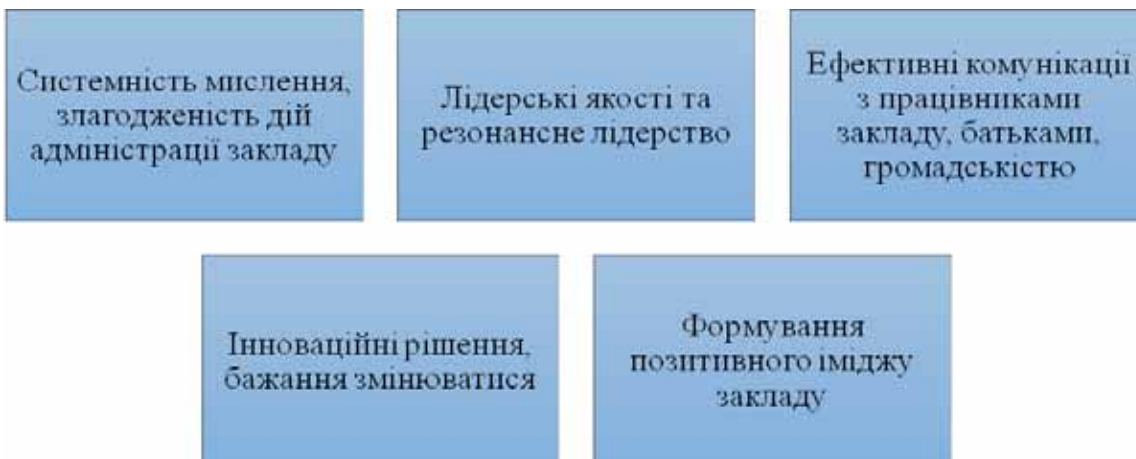 Системність мислення,
злагодженість дій
адміністрації закладу
Лідерські якості та
резонансне лідерство
Ефективні комунікації
з працівниками
закладу, батьками,
громадськістю
Інноваційні рішення,
бажання змінюватися
Формування
позитивного іміджу
закладу